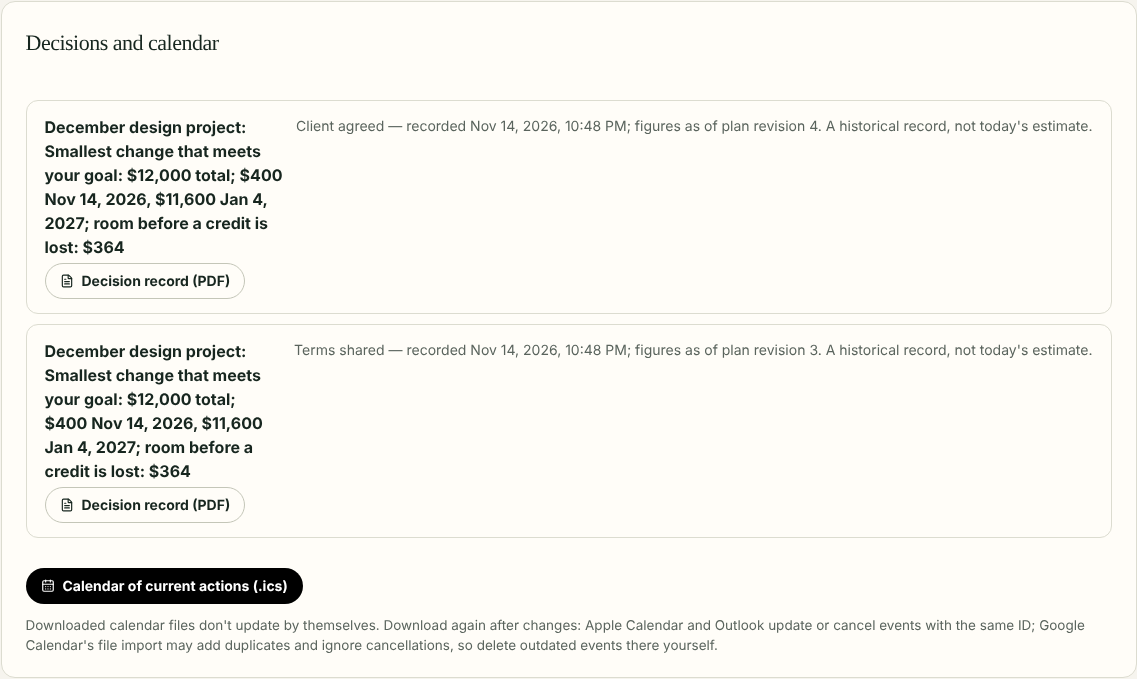 Decisions and calendar
December design project:
Smallest change that meets
your goal: $12,000 total; $400
Nov 14, 2026, $11,600 Jan 4,
2027; room before a credit is
lost: $364
Client agreed — recorded Nov 14, 2026, 10:48 PM; figures as of plan revision 4. A historical record, not today's estimate.
Decision record (PDF)
December design project:
Smallest change that meets
your goal: $12,000 total;
$400 Nov 14, 2026, $11,600
Jan 4, 2027; room before a
credit is lost: $364
Terms shared — recorded Nov 14, 2026, 10:48 PM; figures as of plan revision 3. A historical record, not today's estimate.
Decision record (PDF)
Calendar of current actions (.ics)
Downloaded calendar files don't update by themselves. Download again after changes: Apple Calendar and Outlook update or cancel events with the same ID; Google
Calendar's file import may add duplicates and ignore cancellations, so delete outdated events there yourself.